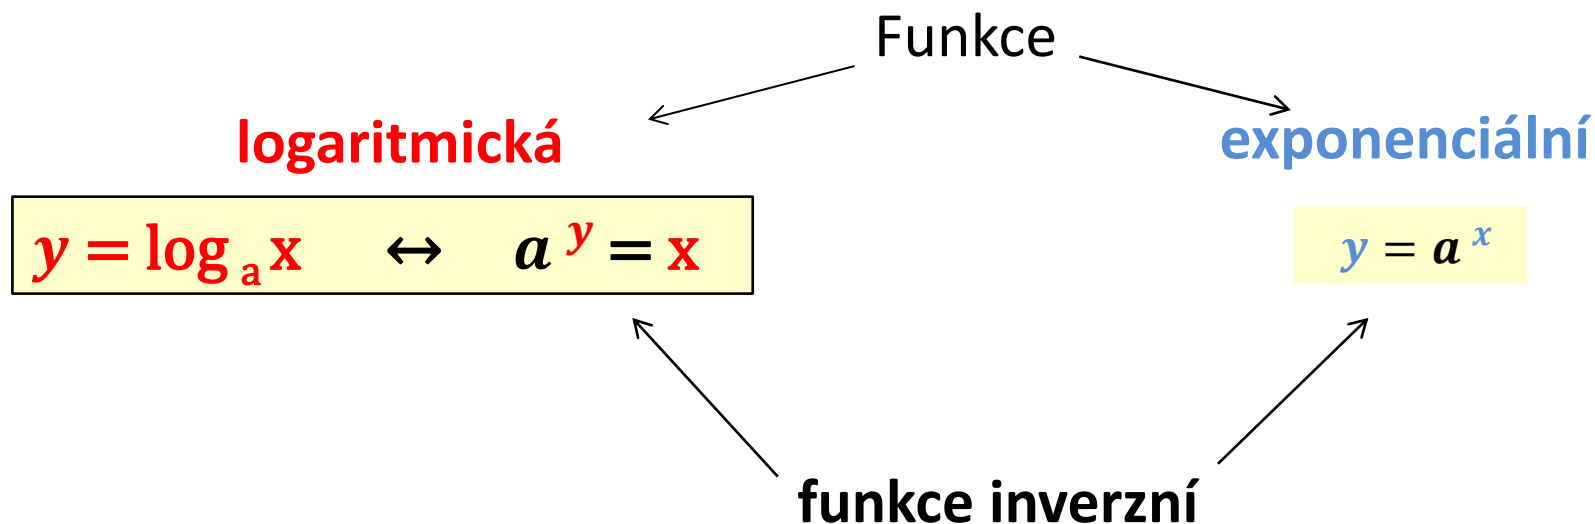 Funkce
logaritmická
exponenciální
y = log a x ↔ a y = x
y = a x
funkce inverzní